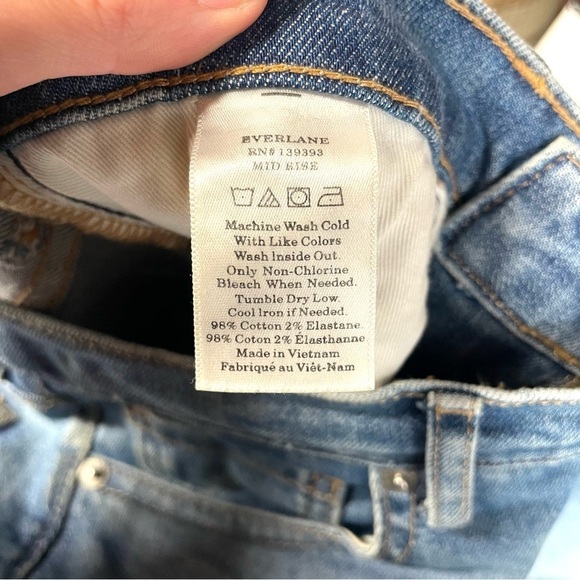 EVERLANE
RN# 139393
MID RISE
Machine Wash Cold
With Like Colors
Wash Inside Out.
Only Non-Chlorine
Bleach When Needed.
Tumble Dry Low.
Cool Iron if Needed.
98% Cotton 2% Elastane.
98% Coton 2% Élasthanne
Made in Vietnam
Fabriqué au Viêt-Nam